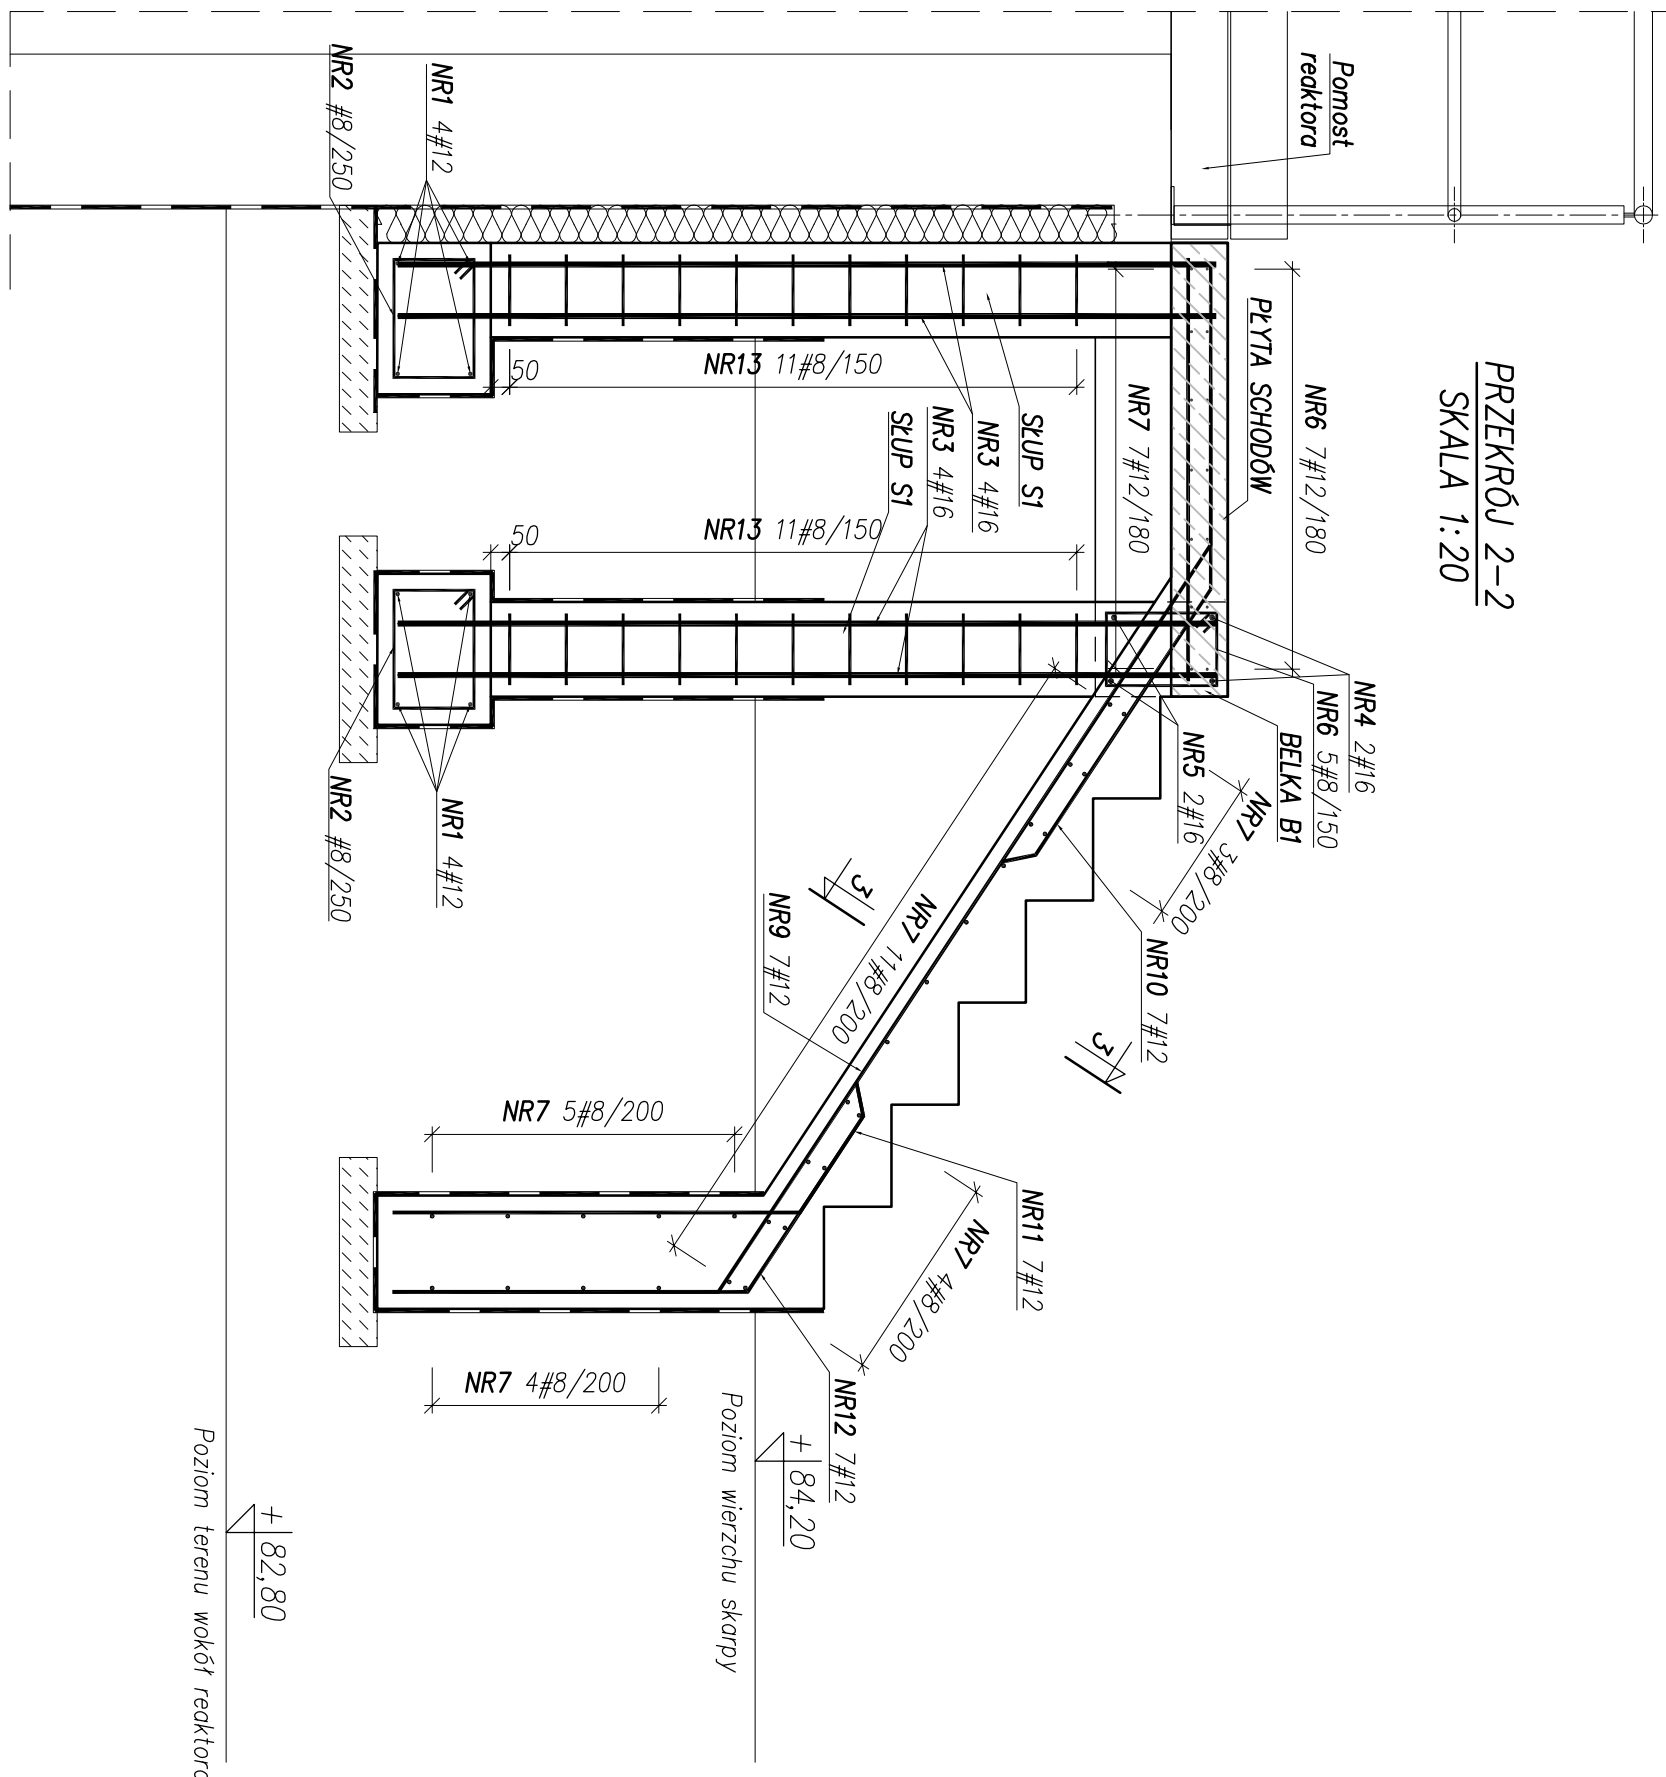 PRZEKRÓJ 2-2
SKALA 1:20
Pomost
reaktora
NR6 7#12/180
PŁYTA SCHODÓW
NR7 7#12/180
NR4 2#16
NR6 5#8/150
BELKA B1
NR5 2#16
NR7 3#8/200
NR10 7#12
3
3
SŁUP S1
NR3 4#16
NR3 4#16
SŁUP S1
NR13 11#8/150
50
NR13 11#8/150
50
NR1 4#12
NR2 #8/250
NR1 4#12
NR2 #8/250
NR7 11#8/200
NR9 7#12
NR11 7#12
NR7 4#8/200
NR12 7#12
NR7 5#8/200
NR7 4#8/200
+ 84,20
Poziom wierzchu skarpy
+ 82,80
Poziom terenu wokół reaktora